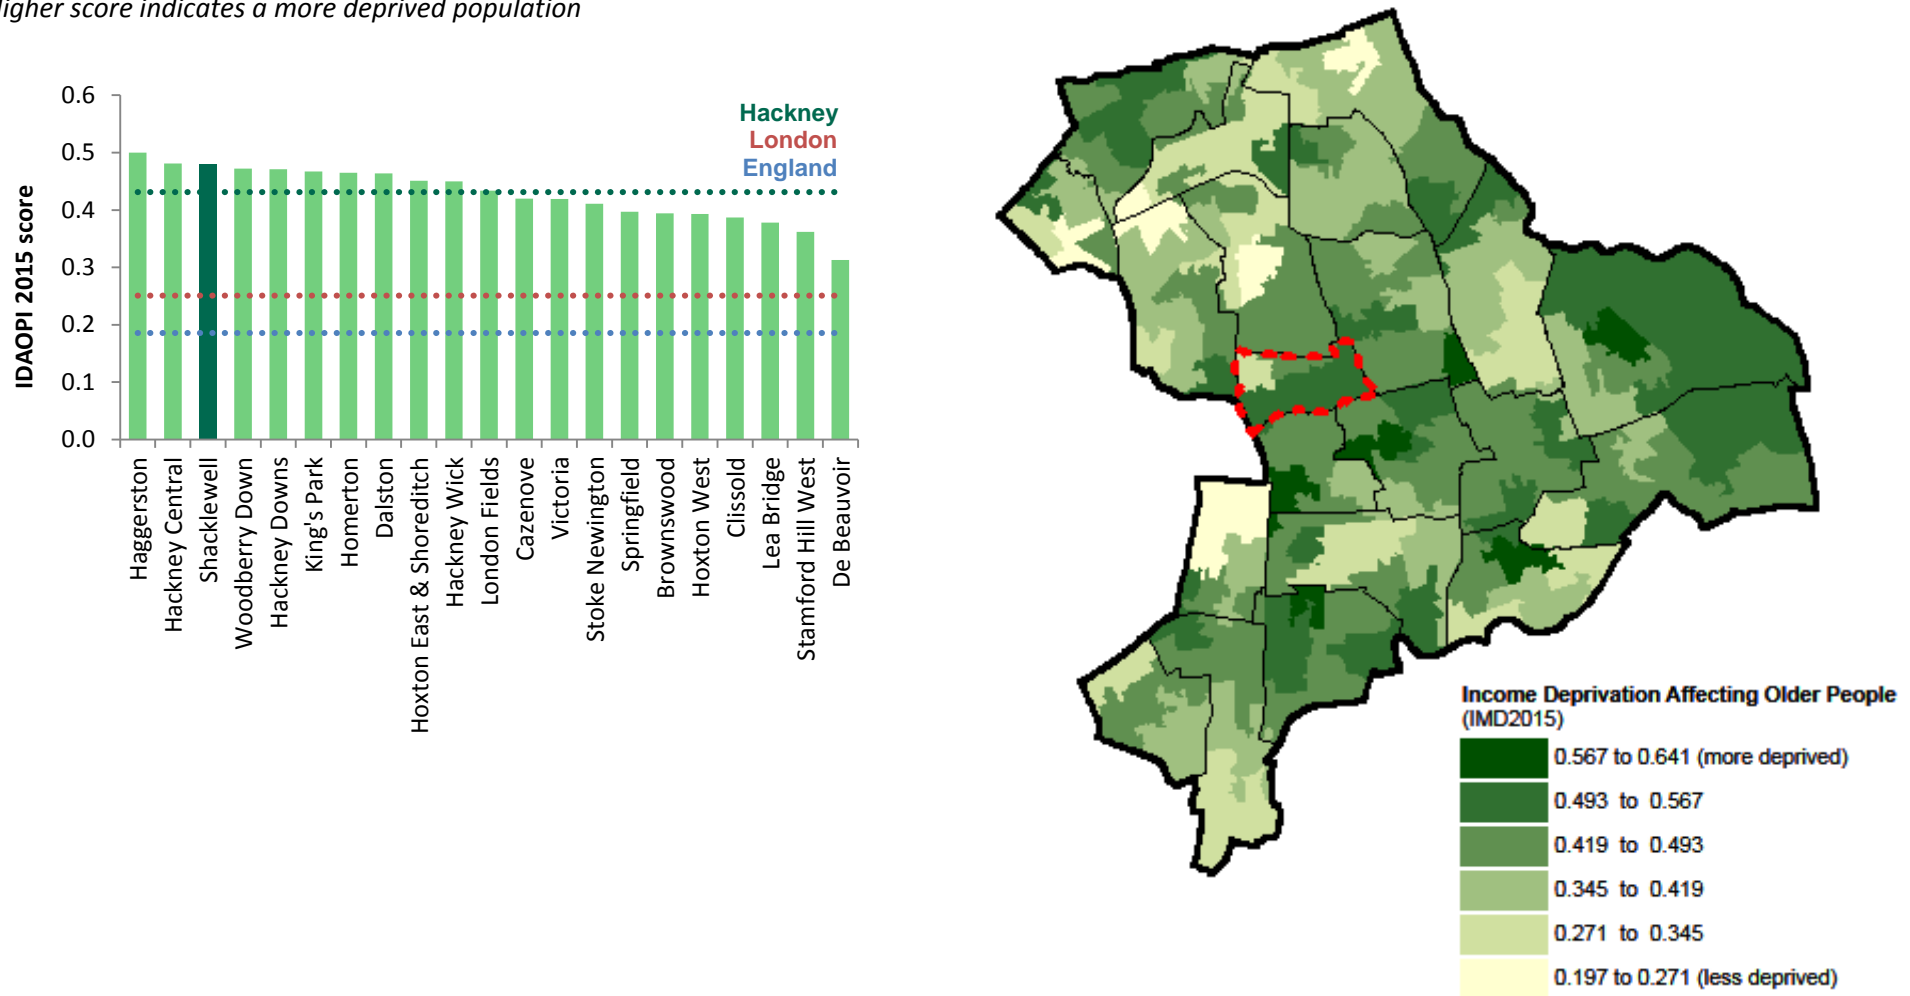 Higher score indicates a more deprived population
IDAOPI 2015 score
0.6
0.5
0.4
0.3
0.2
0.1
0.0
Hackney
London
England
Haggerston
Hackney Central
Shacklewell
Woodberry Down
Hackney Downs
King's Park
Homerton
Dalston
Hoxton East & Shoreditch
Hackney Wick
London Fields
Cazenove
Victoria
Stoke Newington
Springfield
Brownswood
Hoxton West
Clissold
Lea Bridge
Stamford Hill West
De Beauvoir
Income Deprivation Affecting Older People
(IMD2015)
0.567 to 0.641 (more deprived)
0.493 to 0.567
0.419 to 0.493
0.345 to 0.419
0.271 to 0.345
0.197 to 0.271 (less deprived)